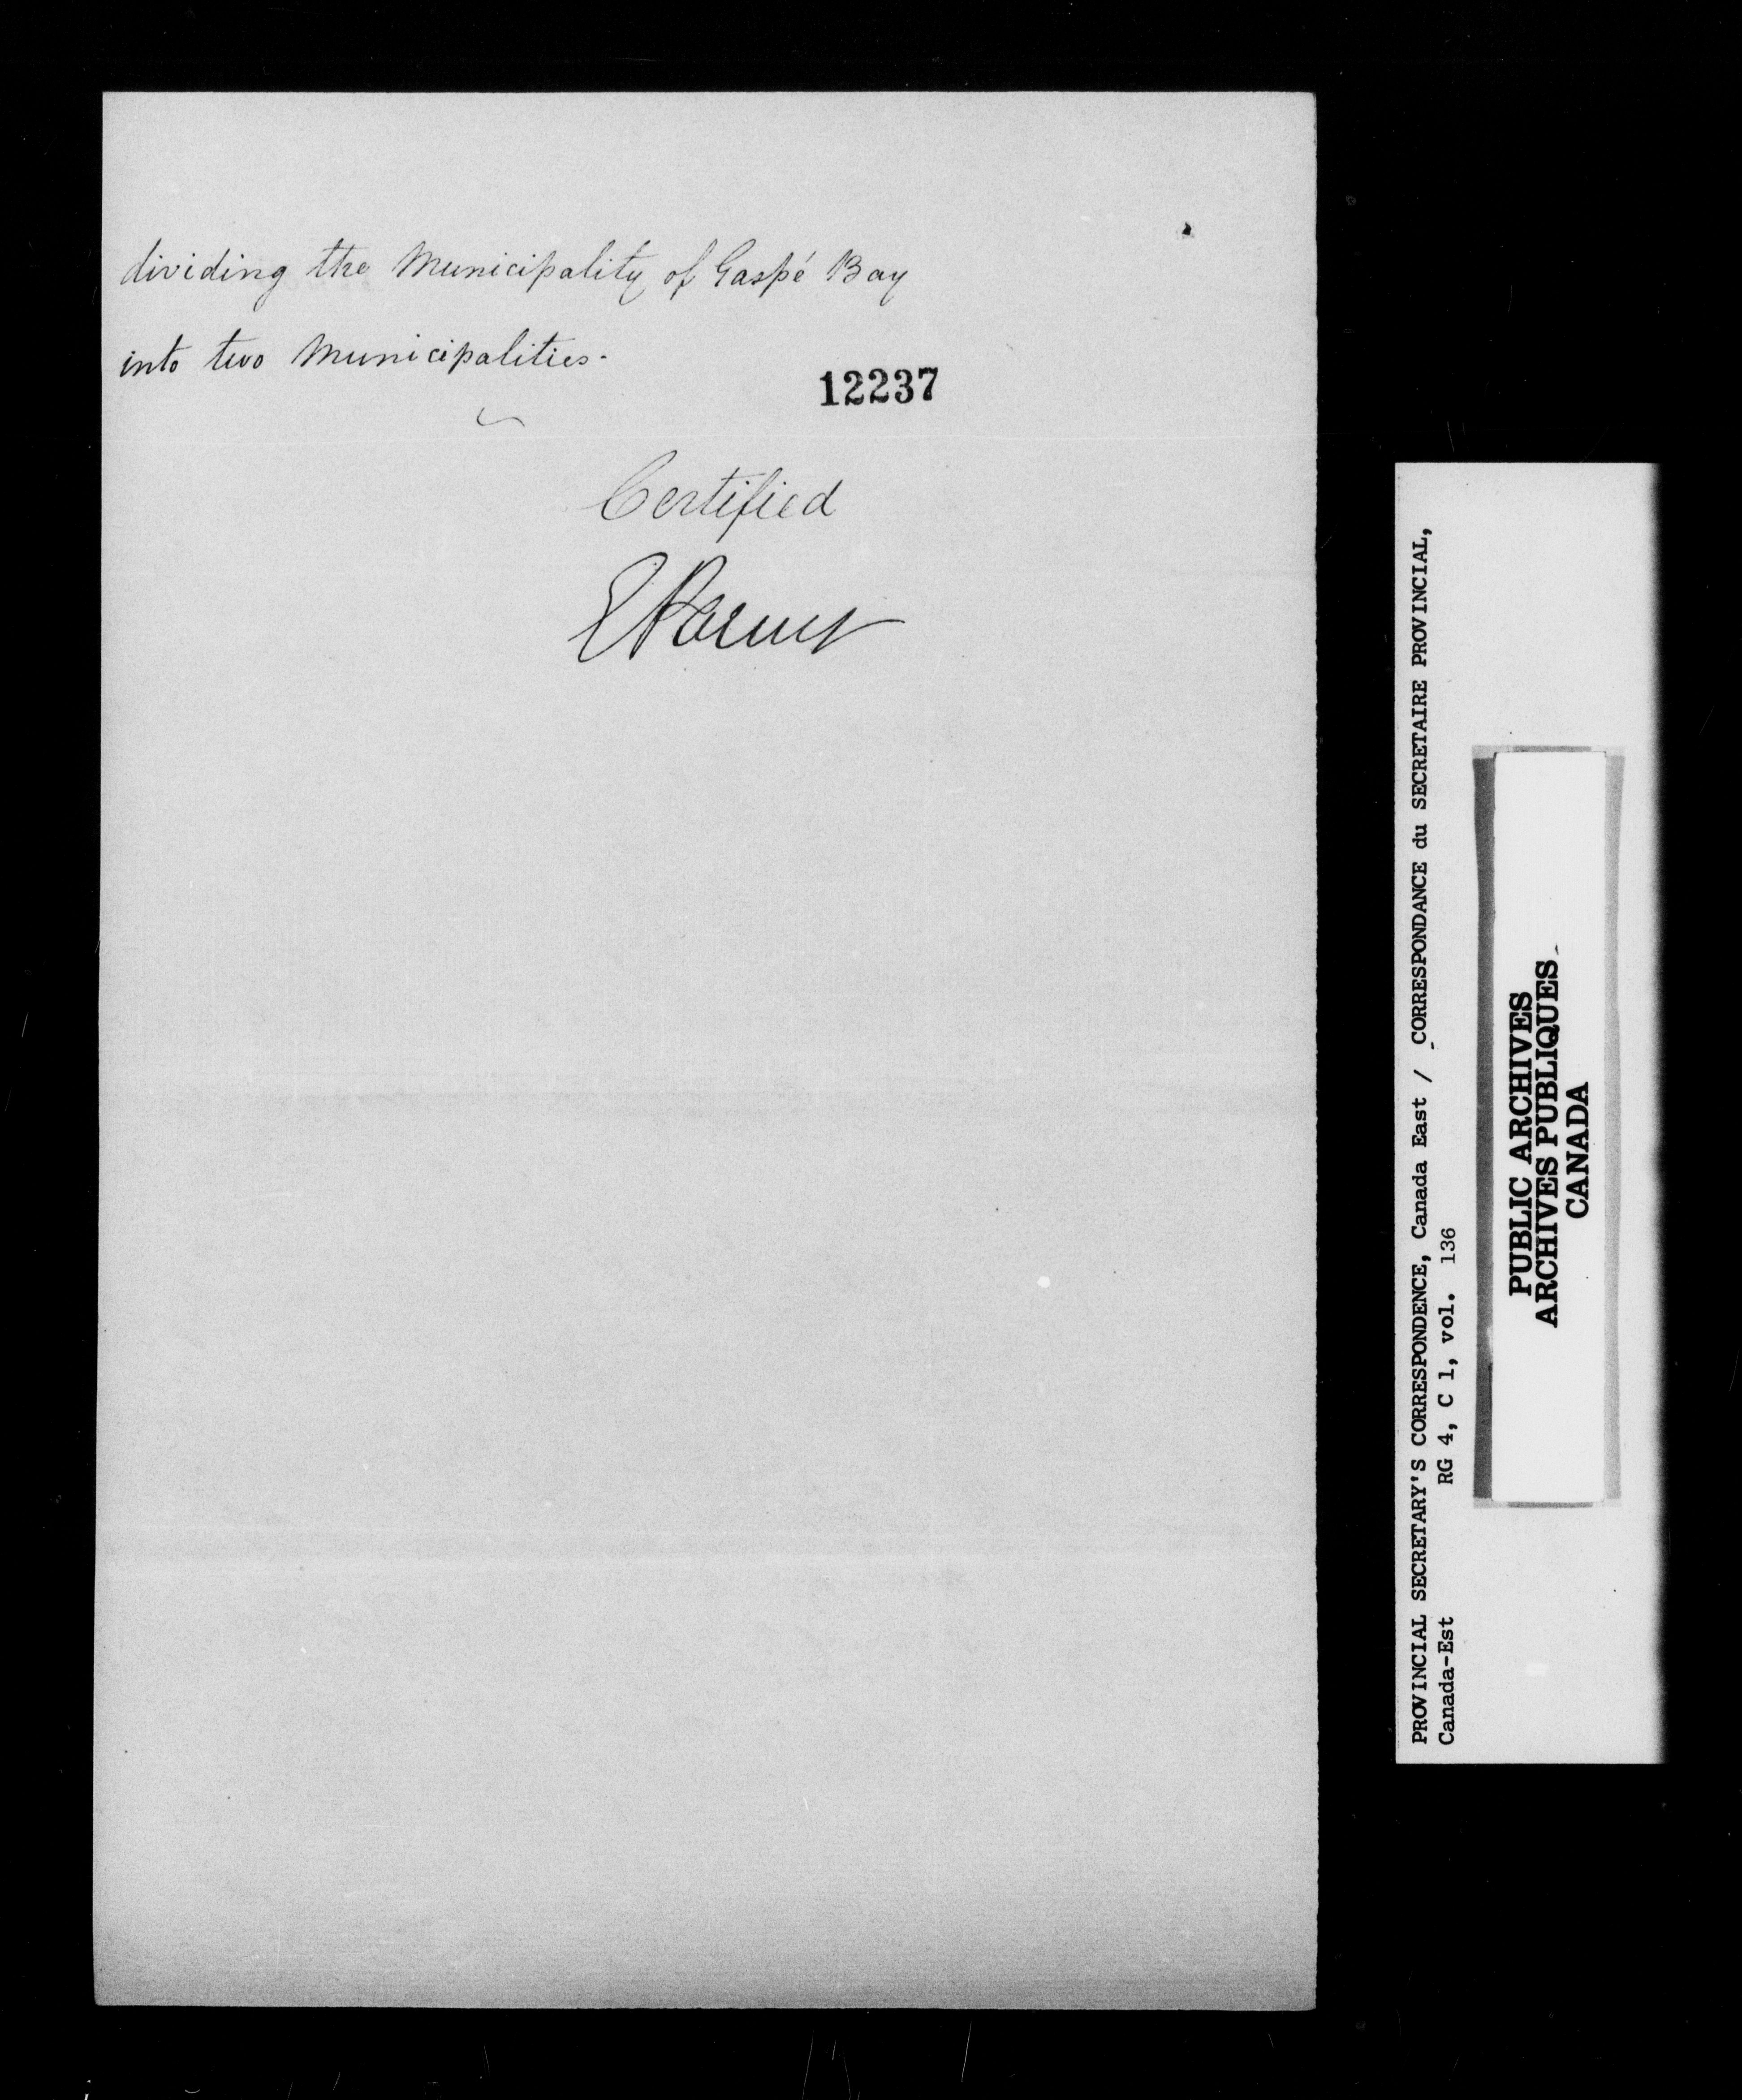 dividing the Municipality of Gaspé Bay
into two Municipalities.
12237
Certified
PROVINCIAL SECRETARY'S CORRESPONDENCE, Canada East / CORRESPONDANCE du SECRETAIRE PROVINCIAL,
Canada-Est RG 4, C 1, vol. 136
PUBLIC ARCHIVES
ARCHIVES PUBLIQUES
CANADA